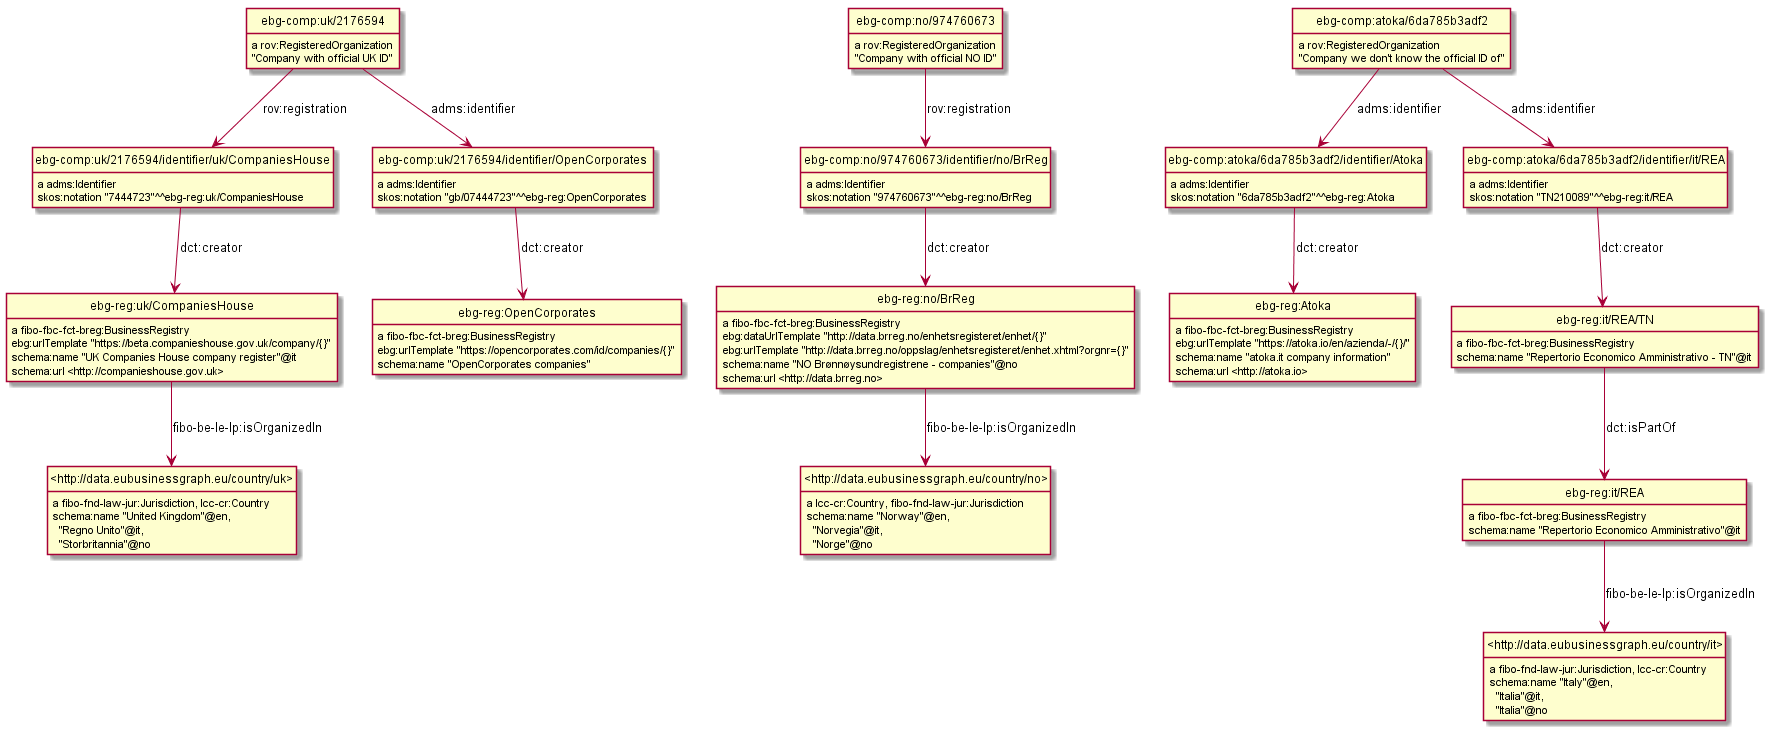 ebg-comp:uk/2176594
a rov:RegisteredOrganization
"Company with official UK ID"
ebg-comp:no/974760673
a rov:RegisteredOrganization
"Company with official NO ID"
ebg-comp:atoka/6da785b3adf2
a rov:RegisteredOrganization
"Company we don't know the official ID of"
rov:registration
adms:identifier
rov:registration
adms:identifier
adms:identifier
ebg-comp:uk/2176594/identifier/uk/CompaniesHouse
a adms:Identifier
skos:notation "7444723"^^ebg-reg:uk/CompaniesHouse
ebg-comp:uk/2176594/identifier/OpenCorporates
a adms:Identifier
skos:notation "gb/07444723"^^ebg-reg:OpenCorporates
ebg-comp:no/974760673/identifier/no/BrReg
a adms:Identifier
skos:notation "974760673"^^ebg-reg:no/BrReg
ebg-comp:atoka/6da785b3adf2/identifier/Atoka
a adms:Identifier
skos:notation "6da785b3adf2"^^ebg-reg:Atoka
ebg-comp:atoka/6da785b3adf2/identifier/it/REA
a adms:Identifier
skos:notation "TN210089"^^ebg-reg:it/REA
dct:creator
dct:creator
dct:creator
dct:creator
dct:creator
ebg-reg:uk/CompaniesHouse
a fibo-fbc-fct-breg:BusinessRegistry
ebg:urlTemplate "https://beta.companieshouse.gov.uk/company/{}"
schema:name "UK Companies House company register"@it
schema:url <http://companieshouse.gov.uk>
ebg-reg:OpenCorporates
a fibo-fbc-fct-breg:BusinessRegistry
ebg:urlTemplate "https://opencorporates.com/id/companies/{}"
schema:name "OpenCorporates companies"
ebg-reg:no/BrReg
a fibo-fbc-fct-breg:BusinessRegistry
ebg:dataUrlTemplate "http://data.brreg.no/enhetsregisteret/enhet/{}"
ebg:urlTemplate "http://data.brreg.no/oppslag/enhetsregisteret/enhet.xhtml?orgnr={}"
schema:name "NO Brønnøysundregistrene - companies"@no
schema:url <http://data.brreg.no>
ebg-reg:Atoka
a fibo-fbc-fct-breg:BusinessRegistry
ebg:urlTemplate "https://atoka.io/en/azienda/-/{}/"
schema:name "atoka.it company information"
schema:url <http://atoka.io>
ebg-reg:it/REA/TN
a fibo-fbc-fct-breg:BusinessRegistry
schema:name "Repertorio Economico Amministrativo - TN"@it
fibo-be-le-lp:isOrganizedIn
fibo-be-le-lp:isOrganizedIn
dct:isPartOf
<http://data.eubusinessgraph.eu/country/uk>
a fibo-fnd-law-jur:Jurisdiction, lcc-cr:Country
schema:name "United Kingdom"@en,
"Regno Unito"@it,
"Storbritannia"@no
<http://data.eubusinessgraph.eu/country/no>
a lcc-cr:Country, fibo-fnd-law-jur:Jurisdiction
schema:name "Norway"@en,
"Norvegia"@it,
"Norge"@no
ebg-reg:it/REA
a fibo-fbc-fct-breg:BusinessRegistry
schema:name "Repertorio Economico Amministrativo"@it
fibo-be-le-lp:isOrganizedIn
<http://data.eubusinessgraph.eu/country/it>
a fibo-fnd-law-jur:Jurisdiction, lcc-cr:Country
schema:name "Italy"@en,
"Italia"@it,
"Italia"@no